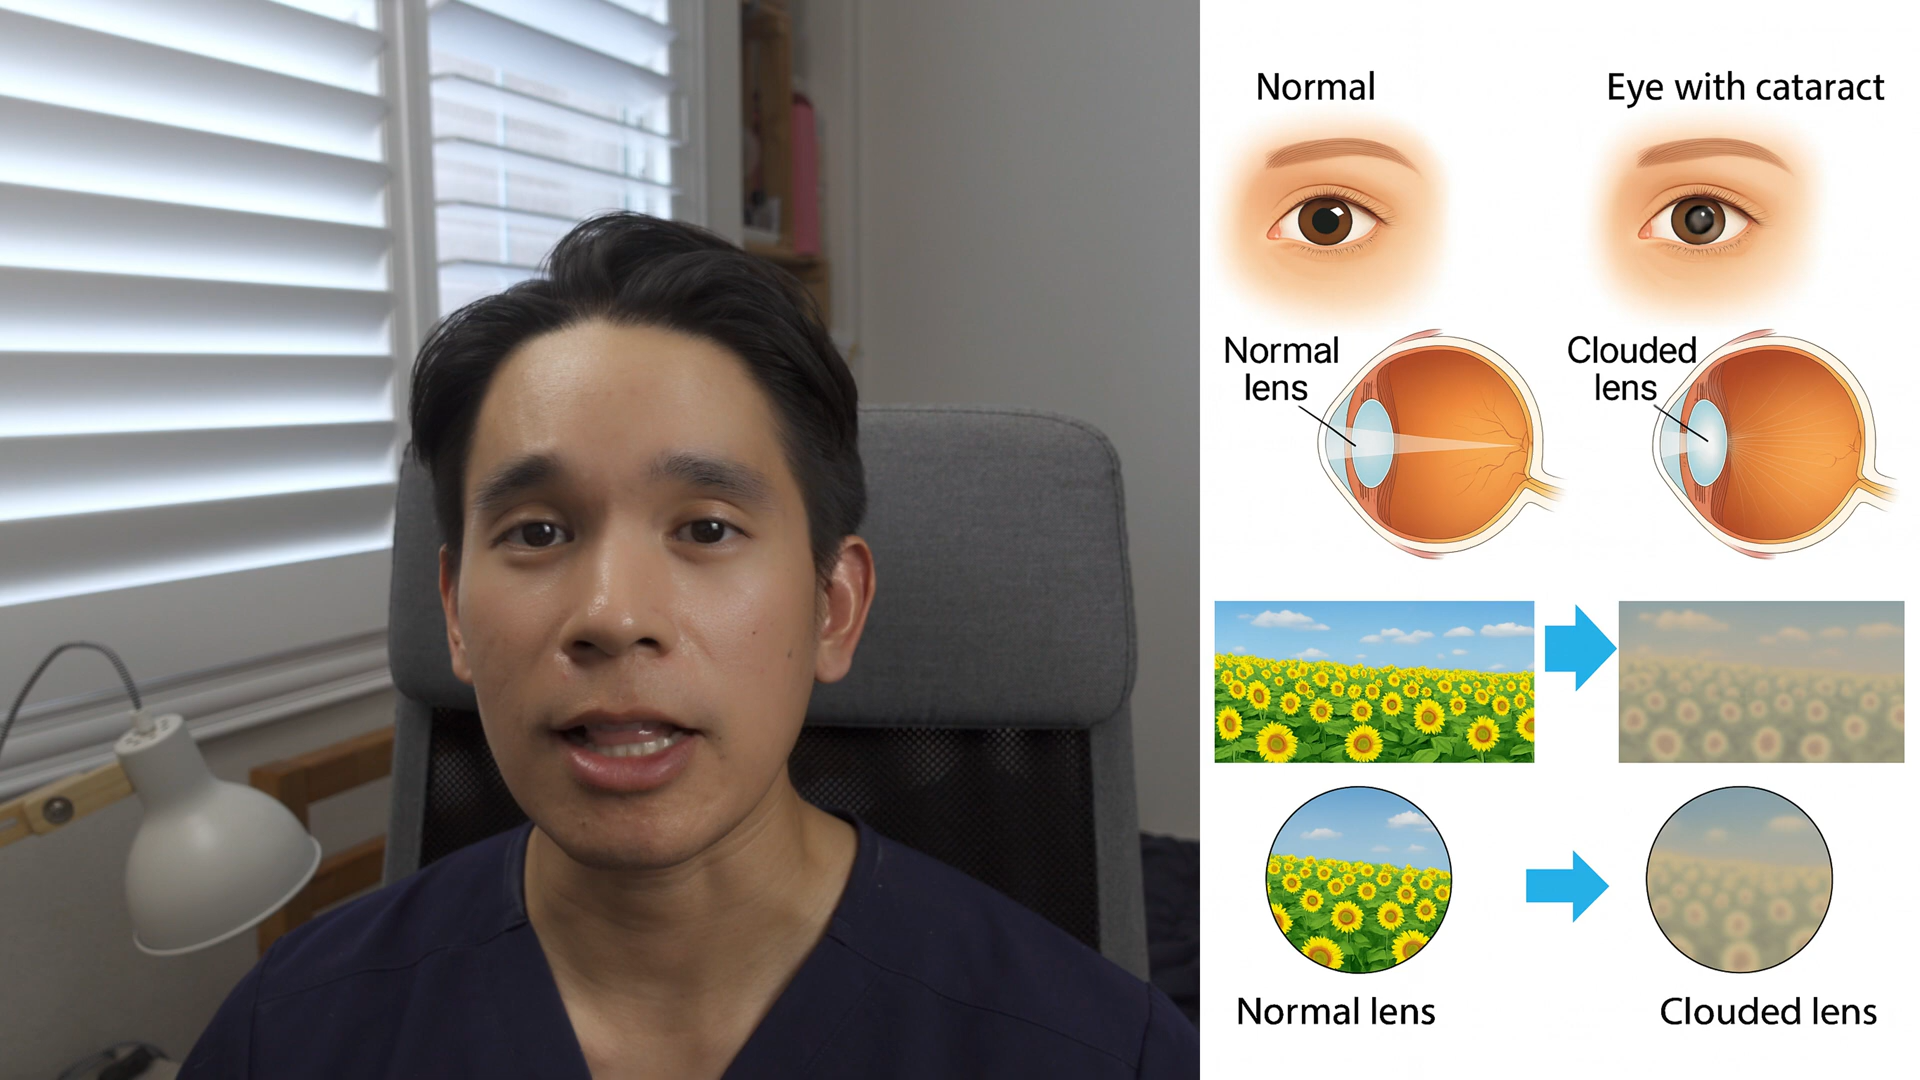 Normal
Eye with cataract
Normal
lens
Clouded
lens
Normal lens
Clouded lens